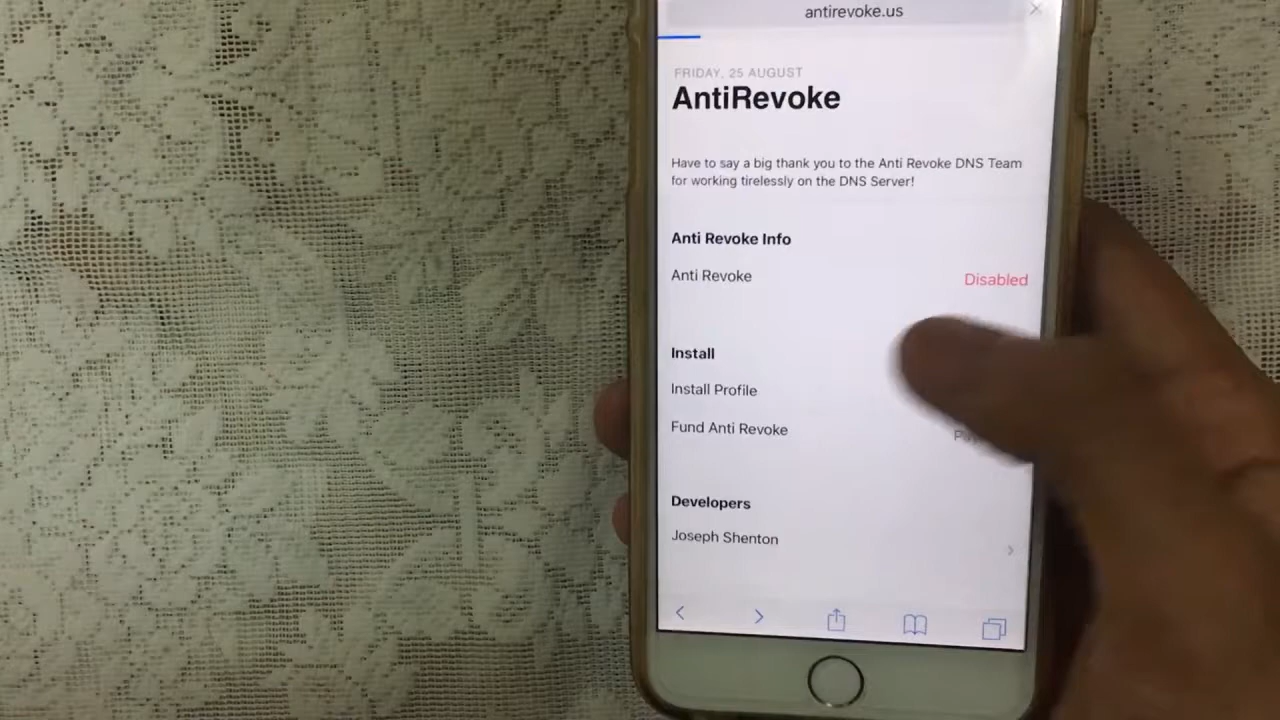 antirevoke.us
FRIDAY, 25 AUGUST
AntiRevoke
Have to say a big thank you to the Anti Revoke DNS Team
for working tirelessly on the DNS Server!
Anti Revoke Info
Anti Revoke Disabled
Install
Install Profile
Fund Anti Revoke
Developers
Joseph Shenton